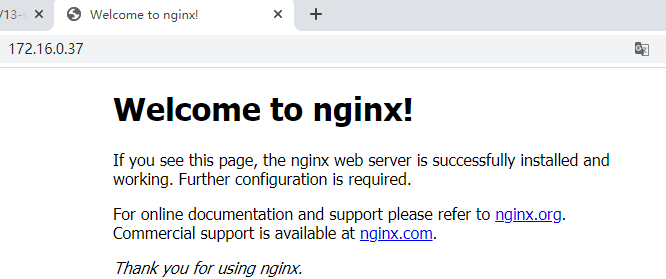 Welcome to nginx!
172.16.0.37
Welcome to nginx!
If you see this page, the nginx web server is successfully installed and
working. Further configuration is required.
For online documentation and support please refer to nginx.org.
Commercial support is available at nginx.com.
Thank you for using nginx.